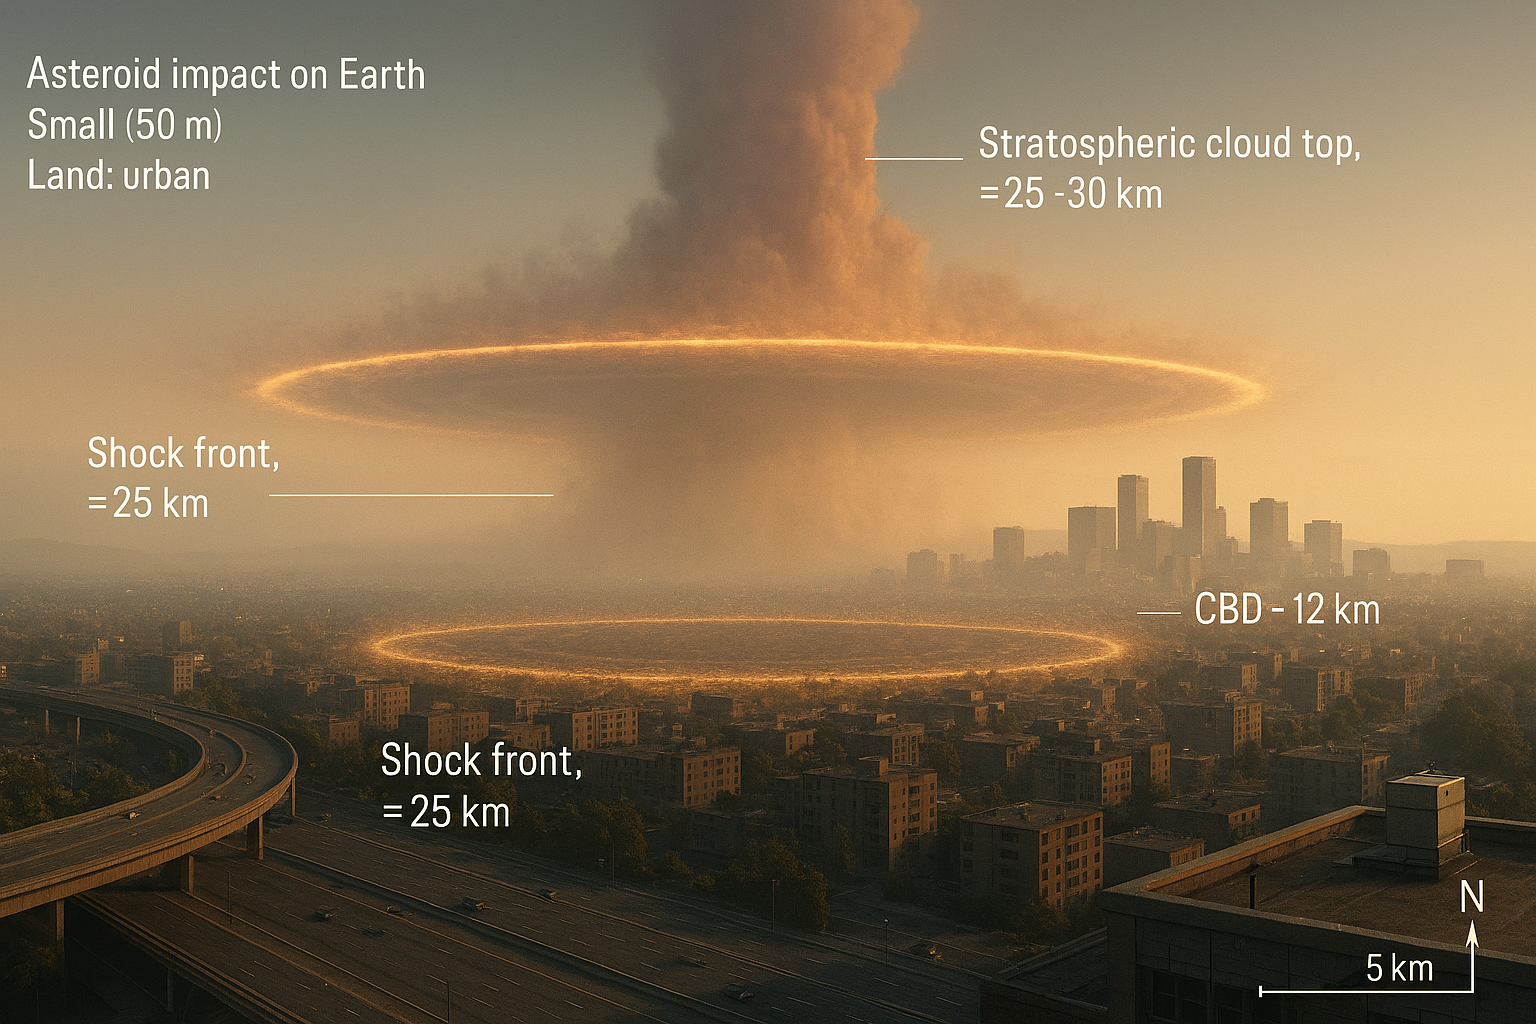 Asteroid impact on Earth
Small (50 m)
Land: urban
Stratospheric cloud top,
=25 -30 km
Shock front,
=25 km
CBD - 12 km
Shock front,
=25 km
N
5 km